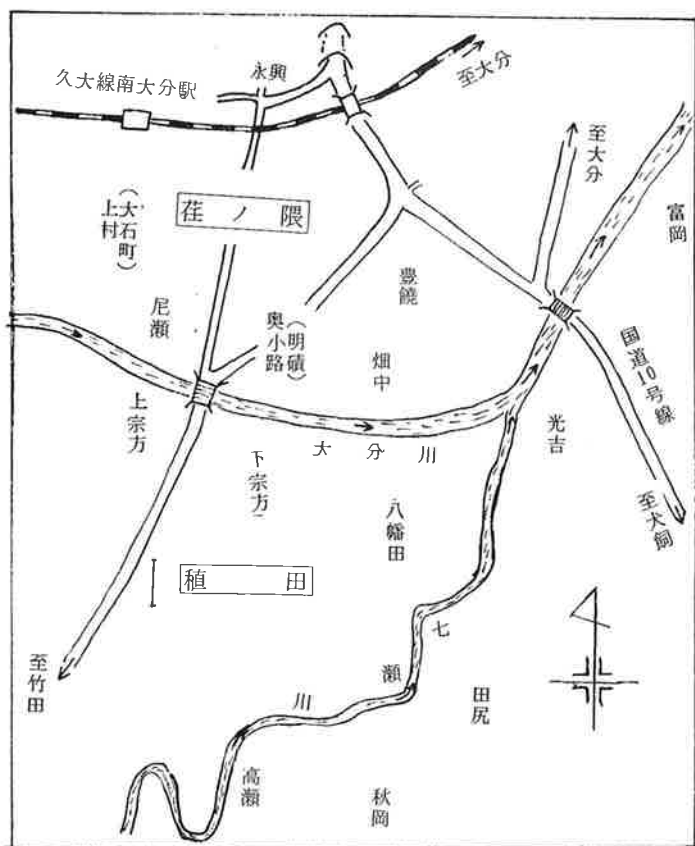 久大線南大分駅
永興
至大分
至大分
富岡
(大石町)
上村
荏ノ隈
豊饒
尼瀬
(明磧)
奥小路
畑中
国道10号線
上宗方
大分川
光吉
下宗方
八幡田
至犬飼
稙田
七瀬川
至竹田
田尻
高瀬
秋岡